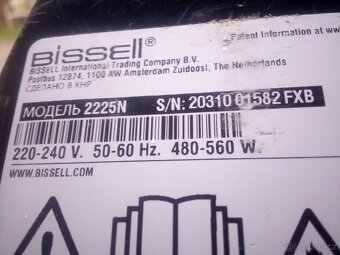 Patent Information at www
BISSELL®
BISSELL International Trading Company B.V.
Postbus 12874, 1100 AW Amsterdam Zuidoost, The Netherlands
СДЕЛАНО В КНР
МОДЕЛЬ 2225N
S/N: 20310 01582 FXB
220-240 V. 50-60 Hz. 480-560 W.
WWW.BISSELL.COM